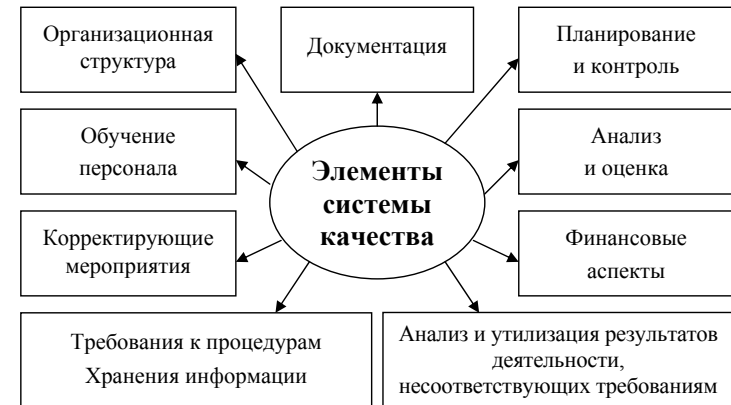 Организационная
структура
Документация
Планирование
и контроль
Обучение
персонала
Элементы
системы
качества
Анализ
и оценка
Корректирующие
мероприятия
Финансовые
аспекты
Требования к процедурам
Хранения информации
Анализ и утилизация результатов
деятельности,
несоответствующих требованиям